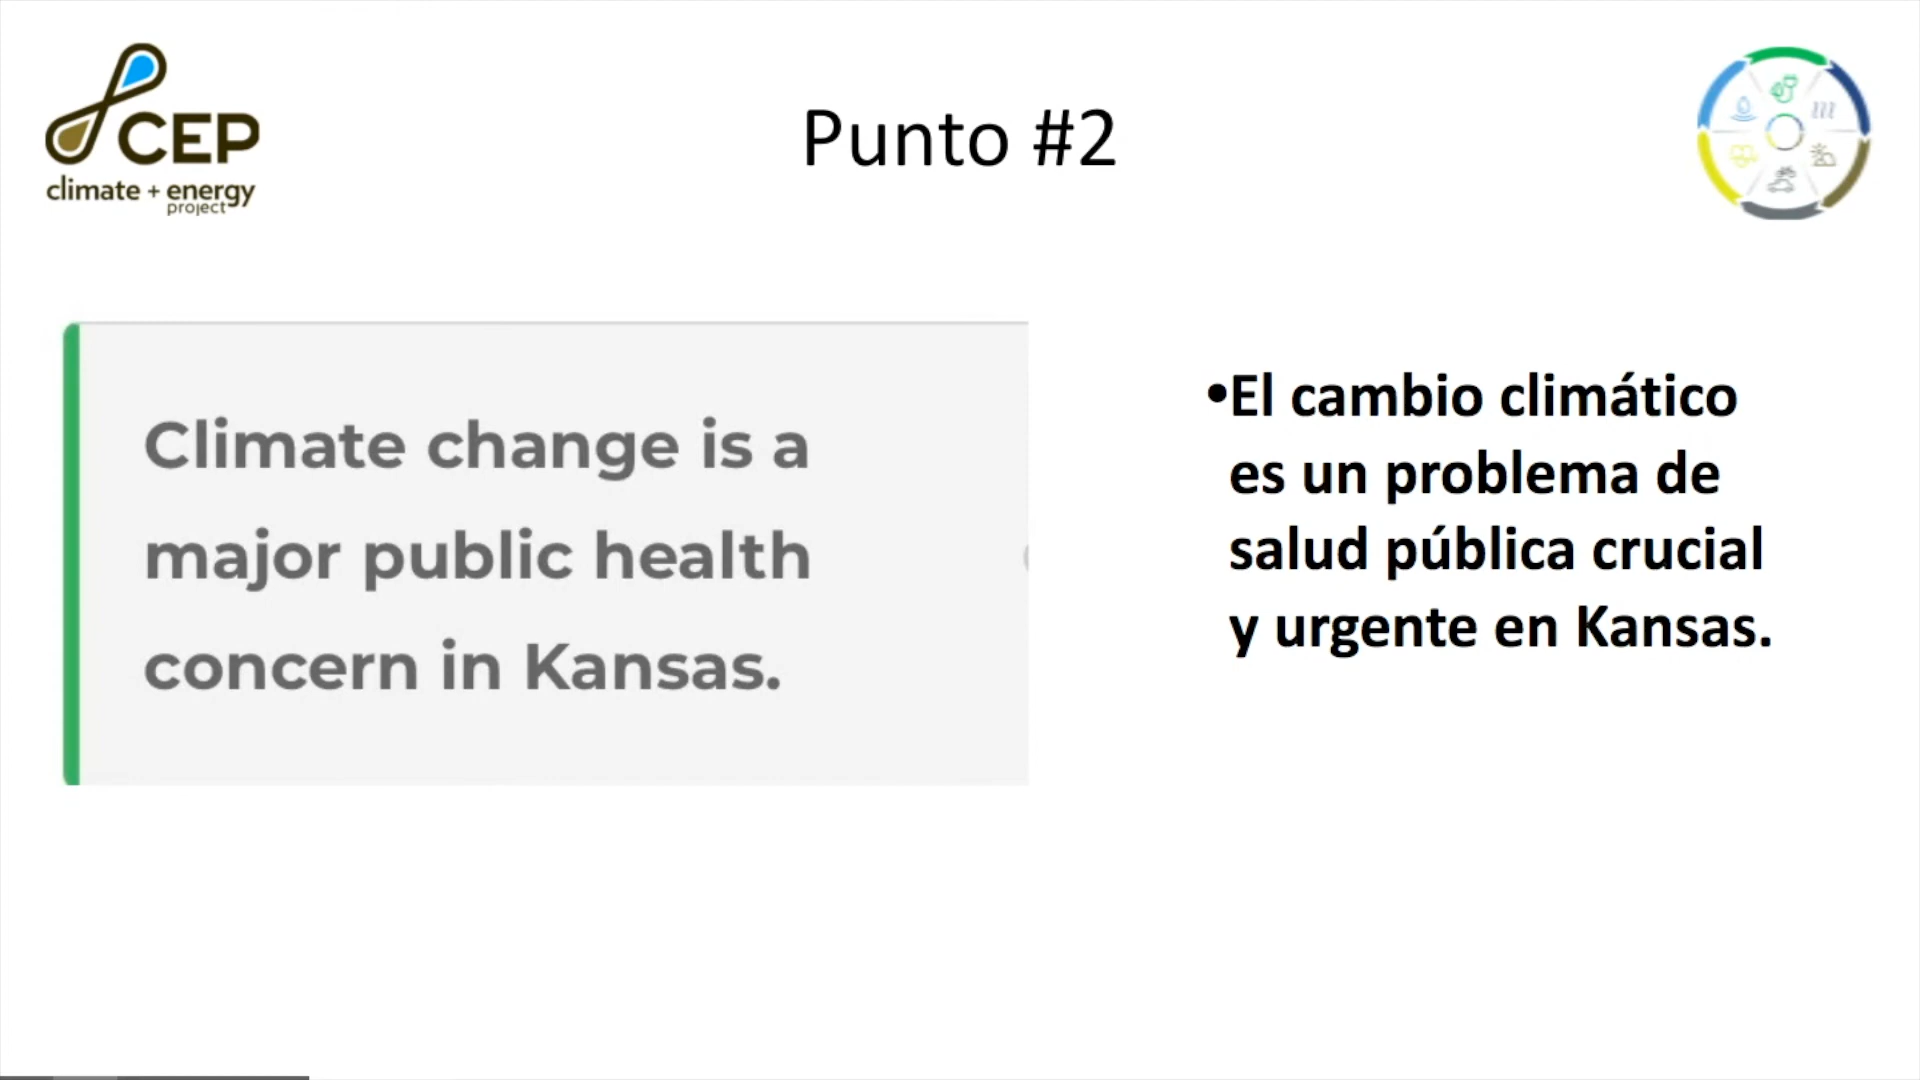 CEP
climate + energy
project
Punto #2
Climate change is a
major public health
concern in Kansas.
•El cambio climático
es un problema de
salud pública crucial
y urgente en Kansas.